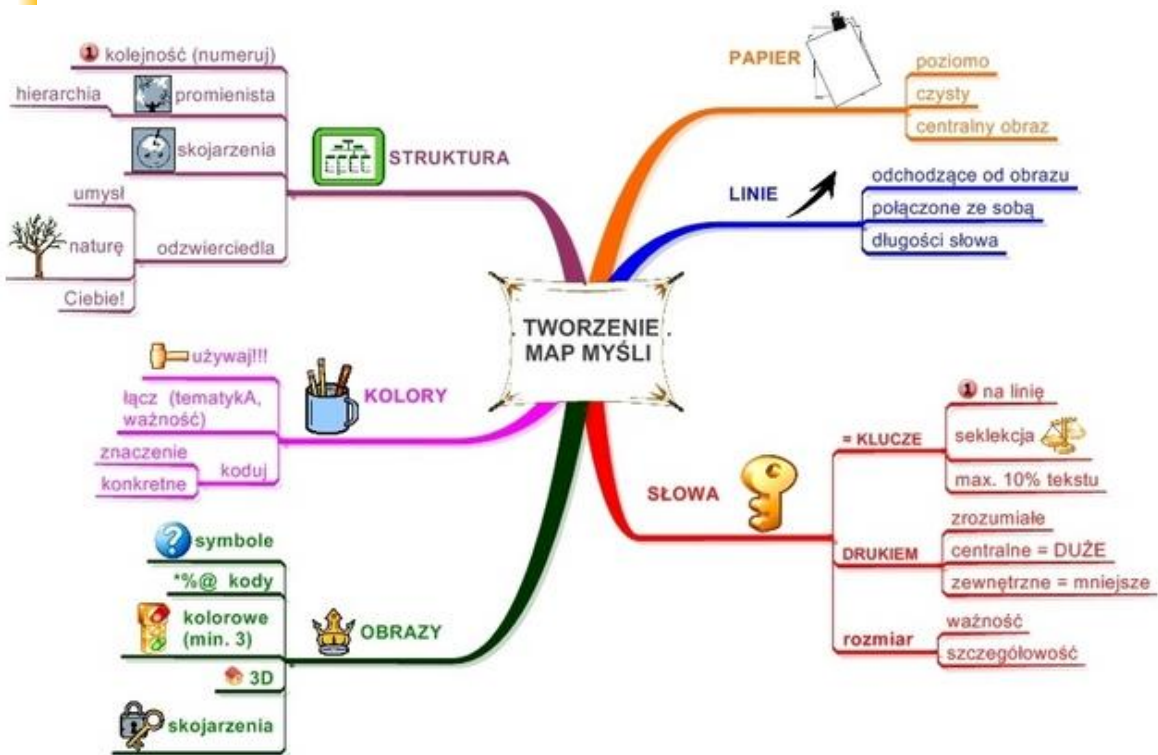 TWORZENIE
MAP MYŚLI
PAPIER
poziomo
czysty
centralny obraz
LINIE
odchodzące od obrazu
połączone ze sobą
długości słowa
SŁOWA
= KLUCZE
1 na linię
seklekcja
max. 10% tekstu
DRUKIEM
zrozumiałe
centralne = DUŻE
zewnętrzne = mniejsze
rozmiar
ważność
szczegółowość
OBRAZY
? symbole
*%@ kody
kolorowe
(min. 3)
3D
skojarzenia
KOLORY
używaj!!!
łącz (tematykA,
ważność)
koduj
znaczenie
konkretne
STRUKTURA
1 kolejność (numeruj)
promienista
hierarchia
skojarzenia
odzwierciedla
umysł
naturę
Ciebie!